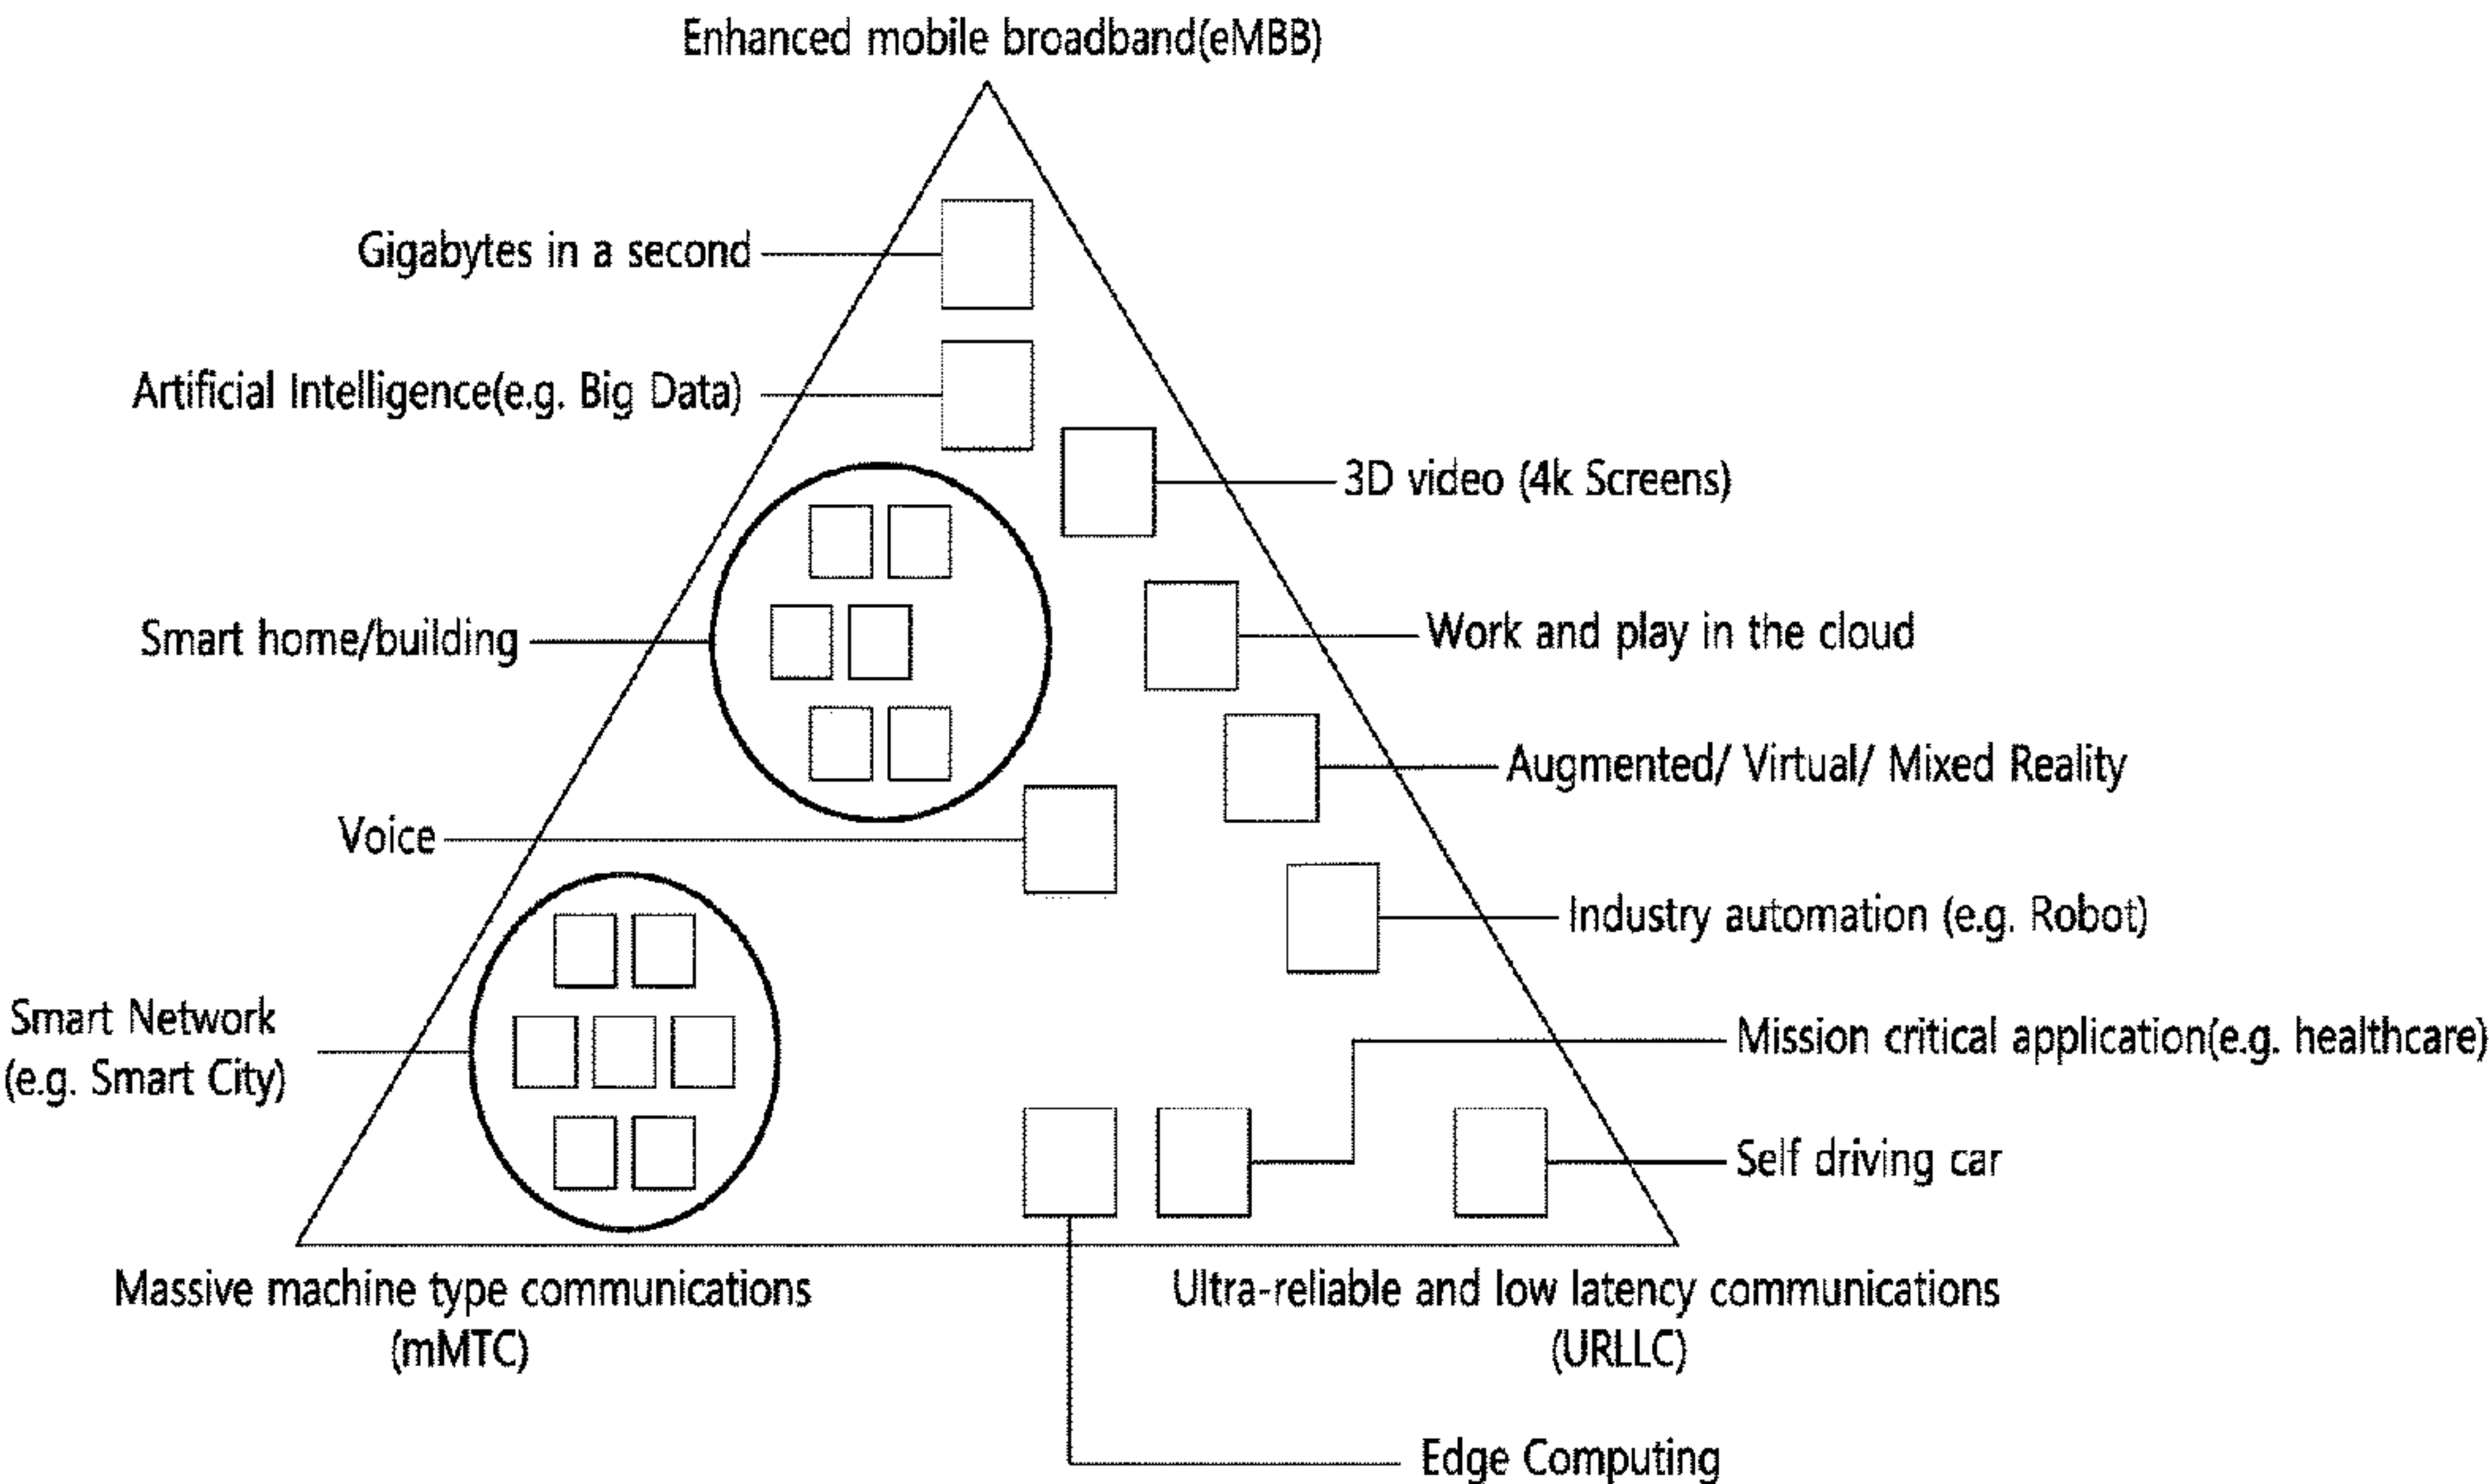 Enhanced mobile broadband(eMBB)
Gigabytes in a second
Artificial Intelligence(e.g. Big Data)
3D video (4k Screens)
Smart home/building
Work and play in the cloud
Augmented/ Virtual/ Mixed Reality
Voice
Industry automation (e.g. Robot)
Smart Network
(e.g. Smart City)
Mission critical application(e.g. healthcare)
Self driving car
Massive machine type communications
(mMTC)
Ultra-reliable and low latency communications
(URLLC)
Edge Computing